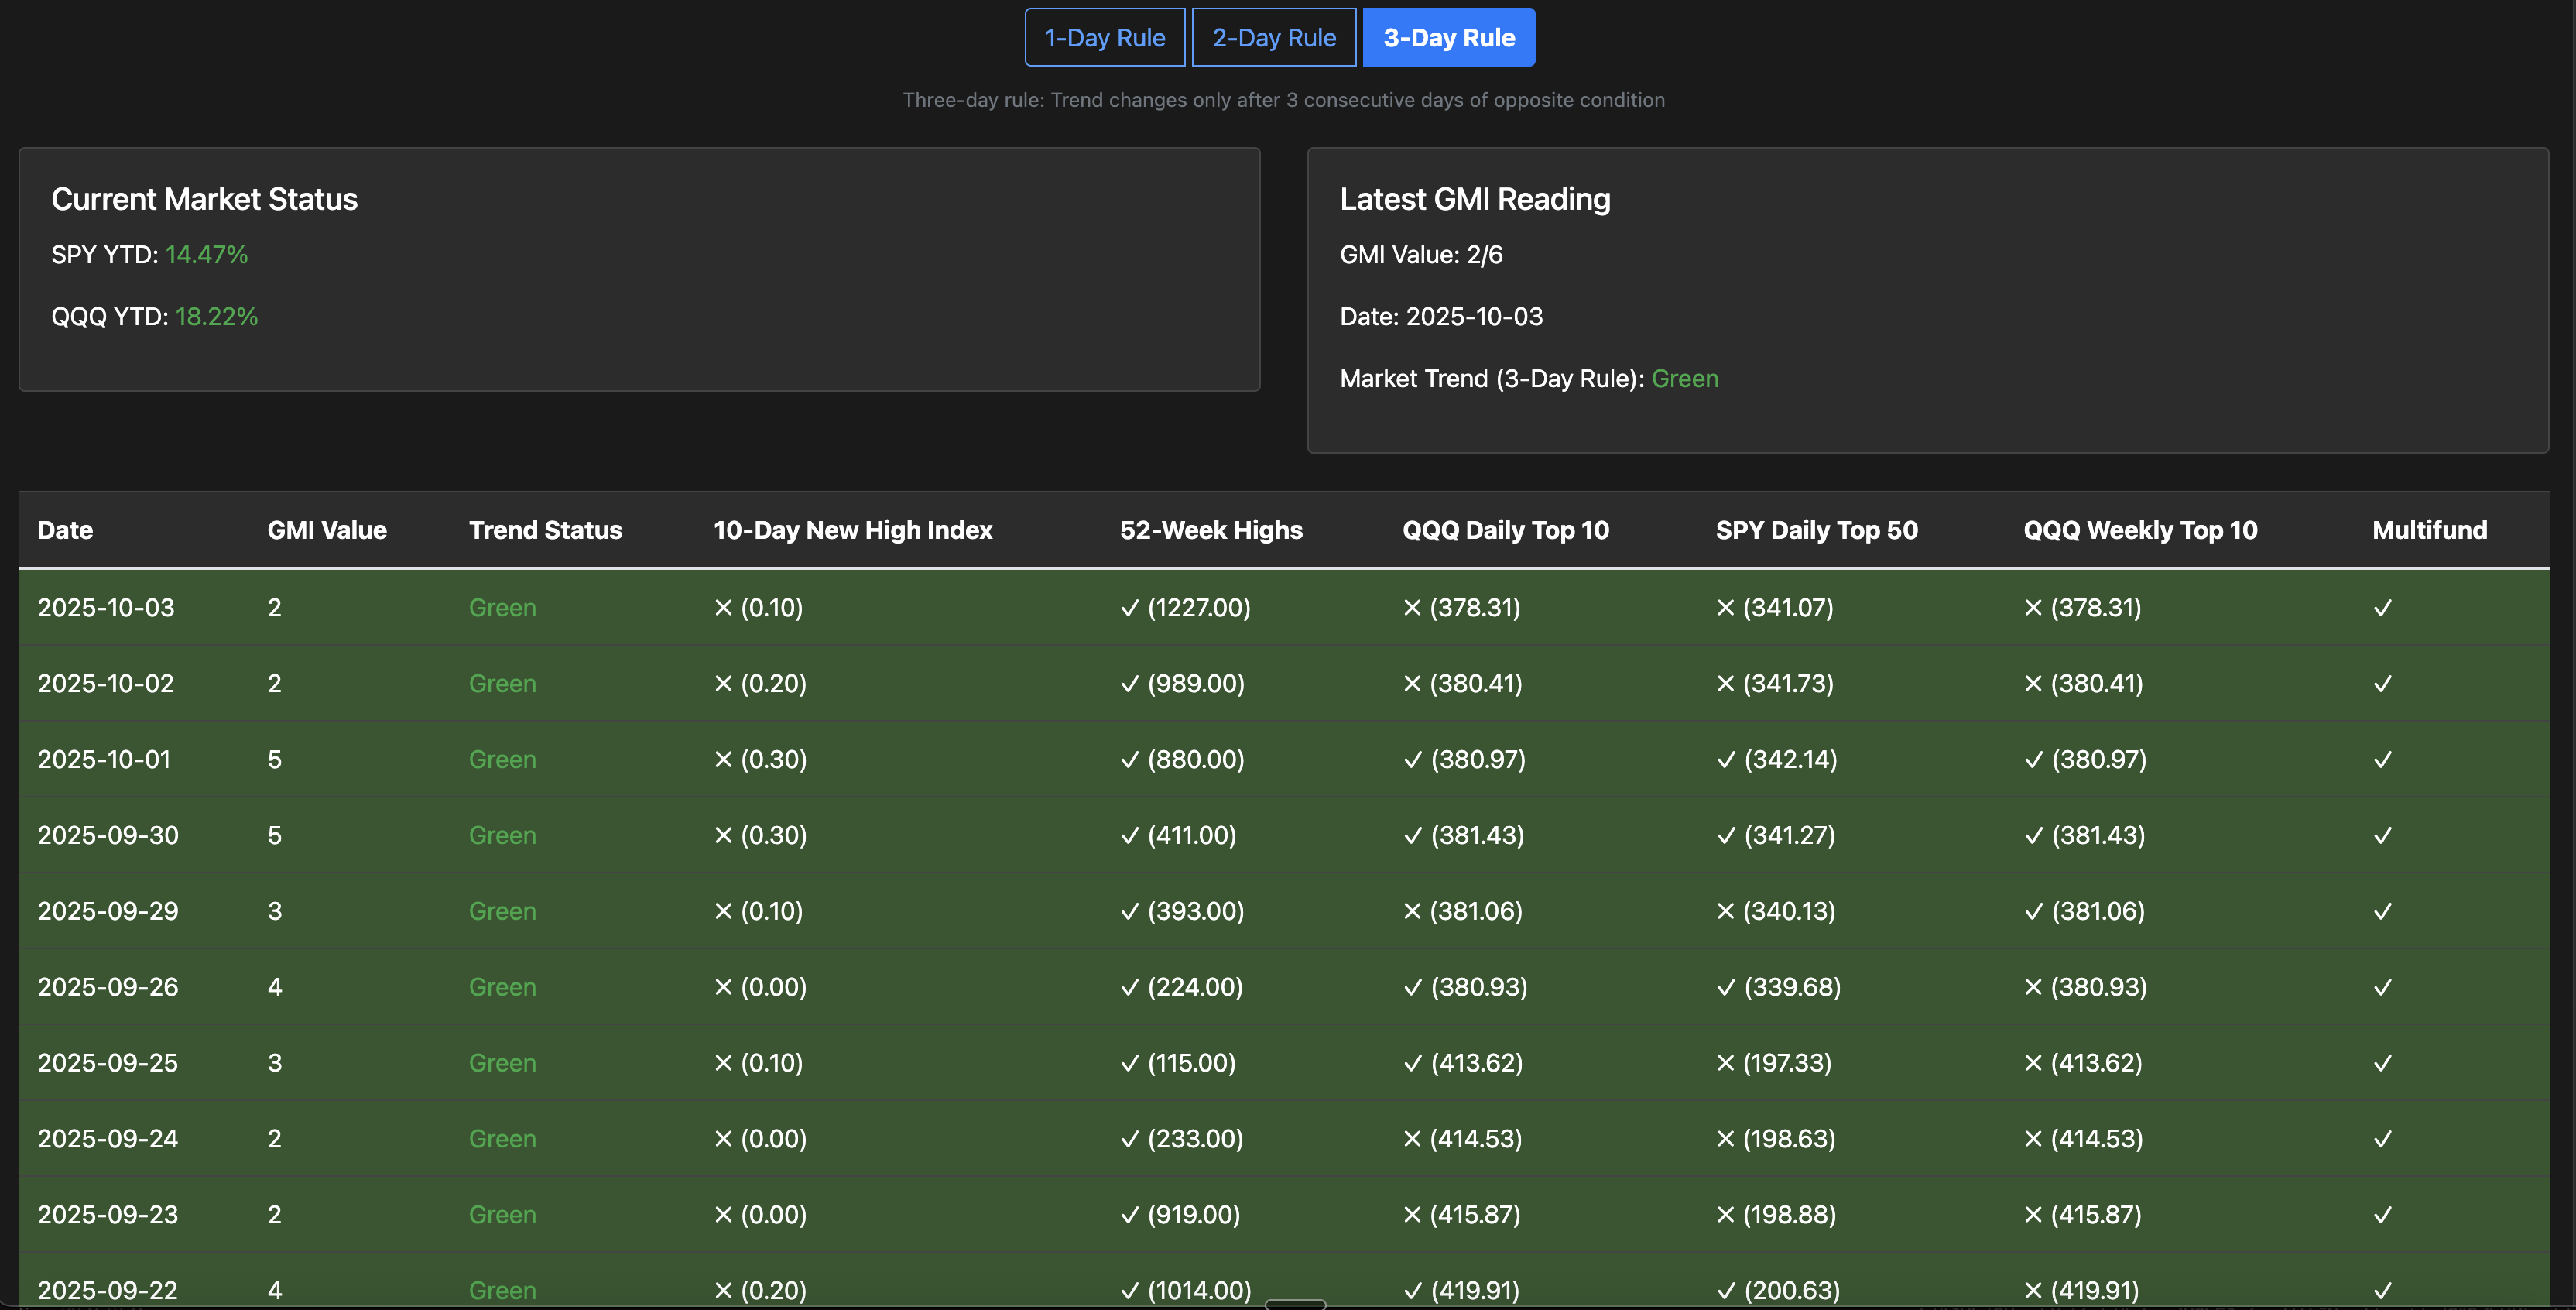 1-Day Rule 2-Day Rule 3-Day Rule
Three-day rule: Trend changes only after 3 consecutive days of opposite condition
Current Market Status
SPY YTD: 14.47%
QQQ YTD: 18.22%
Latest GMI Reading
GMI Value: 2/6
Date: 2025-10-03
Market Trend (3-Day Rule): Green
Date GMI Value Trend Status 10-Day New High Index 52-Week Highs QQQ Daily Top 10 SPY Daily Top 50 QQQ Weekly Top 10 Multifund
2025-10-03 2 Green ✕ (0.10) ✓ (1227.00) ✕ (378.31) ✕ (341.07) ✕ (378.31) ✓
2025-10-02 2 Green ✕ (0.20) ✓ (989.00) ✕ (380.41) ✕ (341.73) ✕ (380.41) ✓
2025-10-01 5 Green ✕ (0.30) ✓ (880.00) ✓ (380.97) ✓ (342.14) ✓ (380.97) ✓
2025-09-30 5 Green ✕ (0.30) ✓ (411.00) ✓ (381.43) ✓ (341.27) ✓ (381.43) ✓
2025-09-29 3 Green ✕ (0.10) ✓ (393.00) ✕ (381.06) ✕ (340.13) ✓ (381.06) ✓
2025-09-26 4 Green ✕ (0.00) ✓ (224.00) ✓ (380.93) ✓ (339.68) ✕ (380.93) ✓
2025-09-25 3 Green ✕ (0.10) ✓ (115.00) ✓ (413.62) ✕ (197.33) ✕ (413.62) ✓
2025-09-24 2 Green ✕ (0.00) ✓ (233.00) ✕ (414.53) ✕ (198.63) ✕ (414.53) ✓
2025-09-23 2 Green ✕ (0.00) ✓ (919.00) ✕ (415.87) ✕ (198.88) ✕ (415.87) ✓
2025-09-22 4 Green ✕ (0.20) ✓ (1014.00) ✓ (419.91) ✓ (200.63) ✕ (419.91) ✓